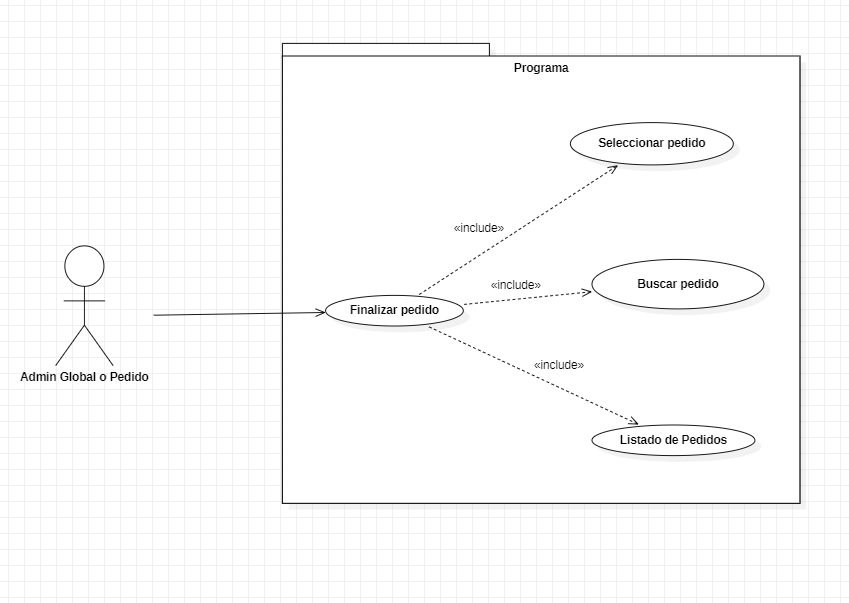 Programa
Seleccionar pedido
«include»
«include»
Buscar pedido
Finalizar pedido
«include»
Admin Global o Pedido
Listado de Pedidos